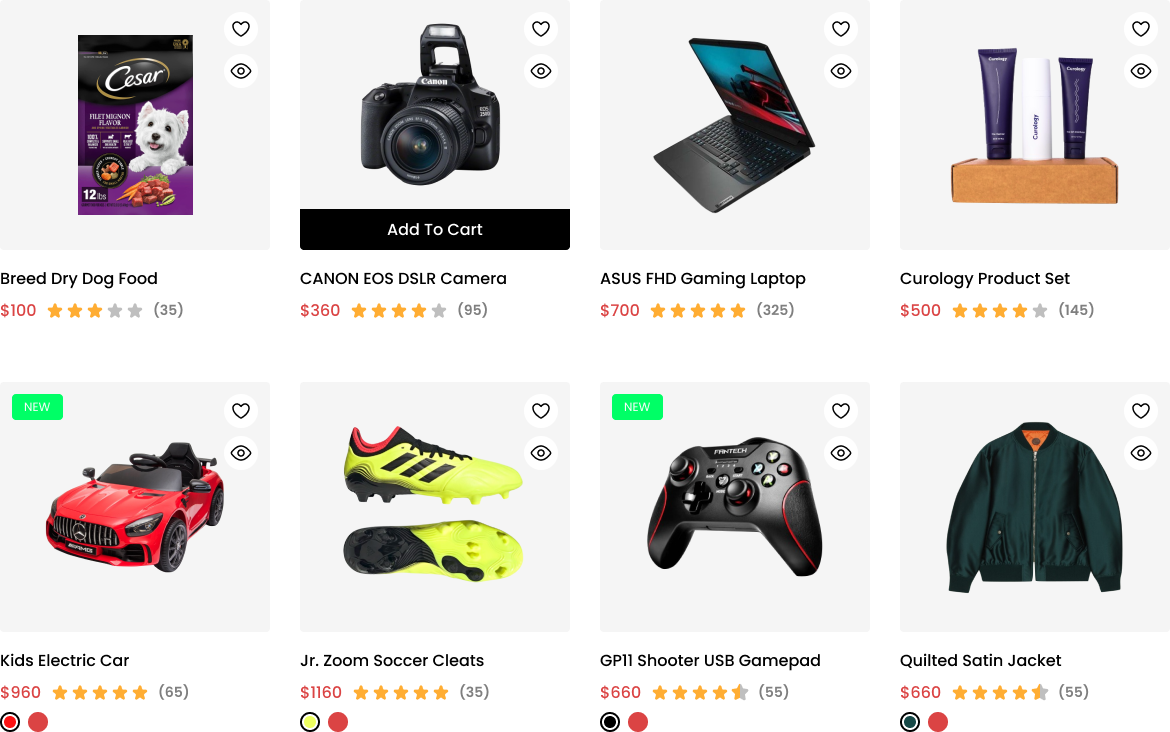 Cesar
FILET MIGNON
FLAVOR
12 lbs
Canon
EOS
Add To Cart
Curology
Curology
Curology
Breed Dry Dog Food
CANON EOS DSLR Camera
ASUS FHD Gaming Laptop
Curology Product Set
$100 (35)
$360 (95)
$700 (325)
$500 (145)
NEW
NEW
AMG
FANTECH
Kids Electric Car
Jr. Zoom Soccer Cleats
GP11 Shooter USB Gamepad
Quilted Satin Jacket
$960 (65)
$1160 (35)
$660 (55)
$660 (55)